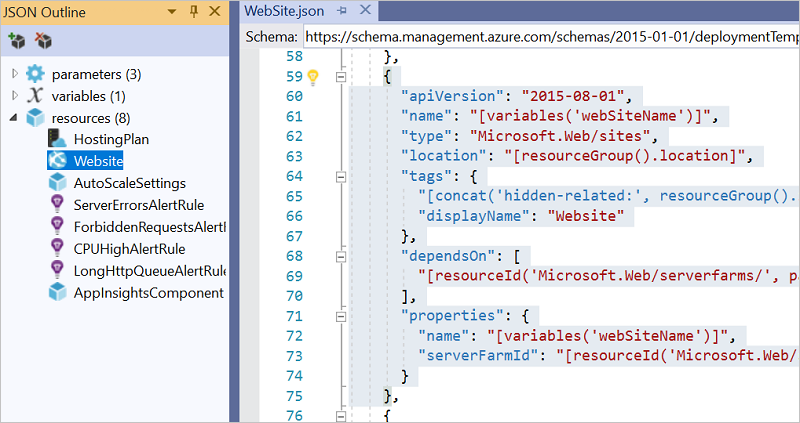 JSON Outline
parameters (3)
variables (1)
resources (8)
HostingPlan
Website
AutoScaleSettings
ServerErrorsAlertRule
ForbiddenRequestsAlertI
CPUHighAlertRule
LongHttpQueueAlertRule
AppInsightsComponent
WebSite.json
Schema: https://schema.management.azure.com/schemas/2015-01-01/deploymentTemp
58 },
59 {
60 "apiVersion": "2015-08-01",
61 "name": "[variables('webSiteName')]",
62 "type": "Microsoft.Web/sites",
63 "location": "[resourceGroup().location]",
64 "tags": {
65 "[concat('hidden-related:', resourceGroup().
66 "displayName": "Website"
67 },
68 "dependsOn": [
69 "[resourceId('Microsoft.Web/serverfarms/', p
70 ],
71 "properties": {
72 "name": "[variables('webSiteName')]",
73 "serverFarmId": "[resourceId('Microsoft.Web/
74 }
75 },
76 {